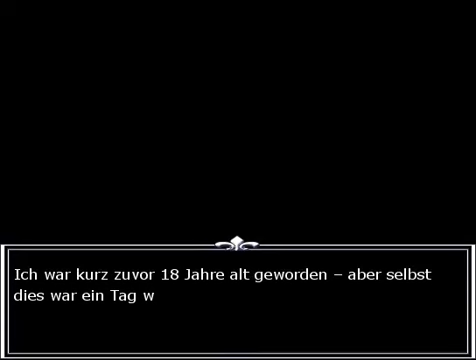 Ich war kurz zuvor 18 Jahre alt geworden – aber selbst
dies war ein Tag w